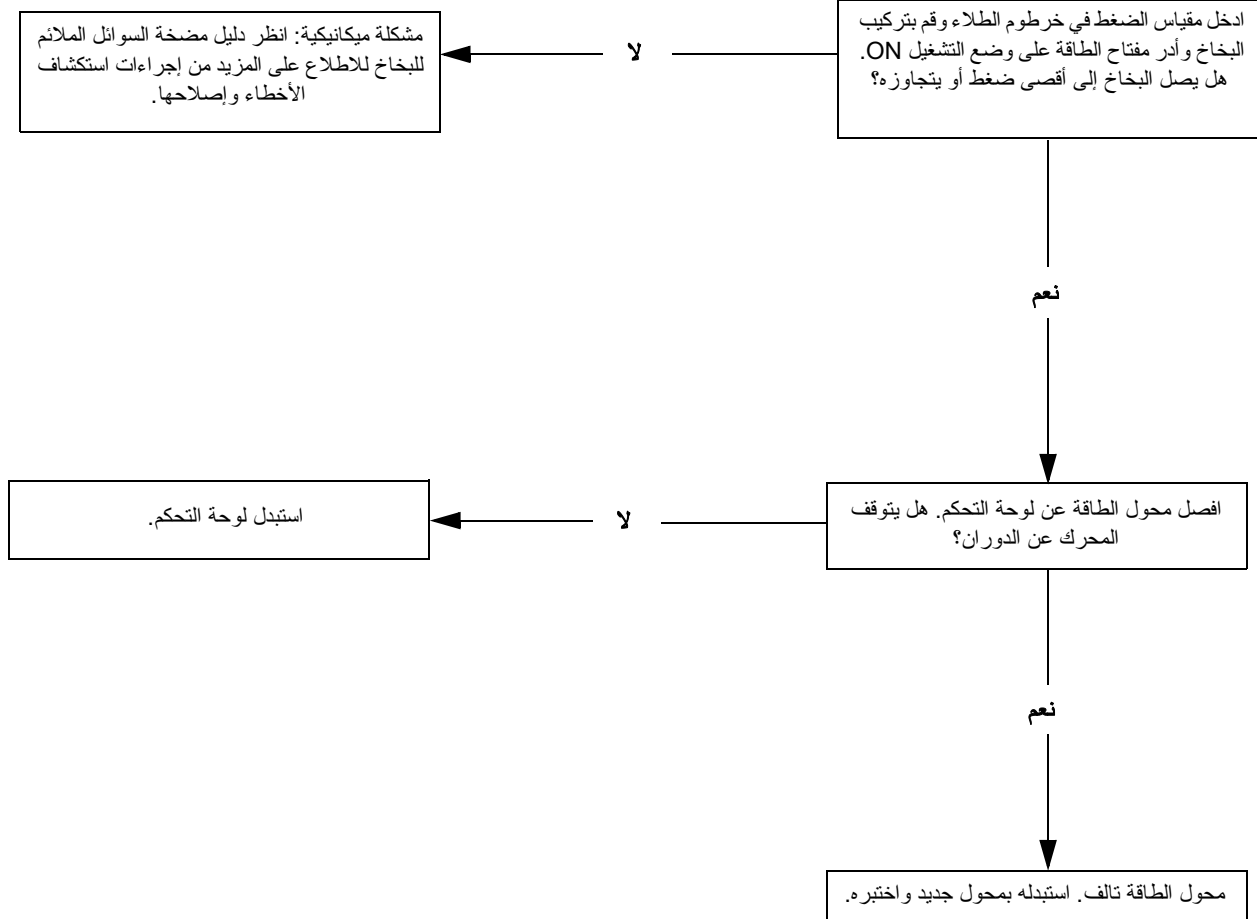 ادخل مقياس الضغط في خرطوم الطلاء وقم بتركيب
البخاخ وأدر مفتاح الطاقة على وضع التشغيل ON.
هل يصل البخاخ إلى أقصى ضغط أو يتجاوزه؟
لا
مشكلة ميكانيكية: انظر دليل مضخة السوائل الملائم
للبخاخ للاطلاع على المزيد من إجراءات استكشاف
الأخطاء وإصلاحها.
نعم
افصل محول الطاقة عن لوحة التحكم. هل يتوقف
المحرك عن الدوران؟
لا
استبدل لوحة التحكم.
نعم
محول الطاقة تالف. استبدله بمحول جديد واختبره.